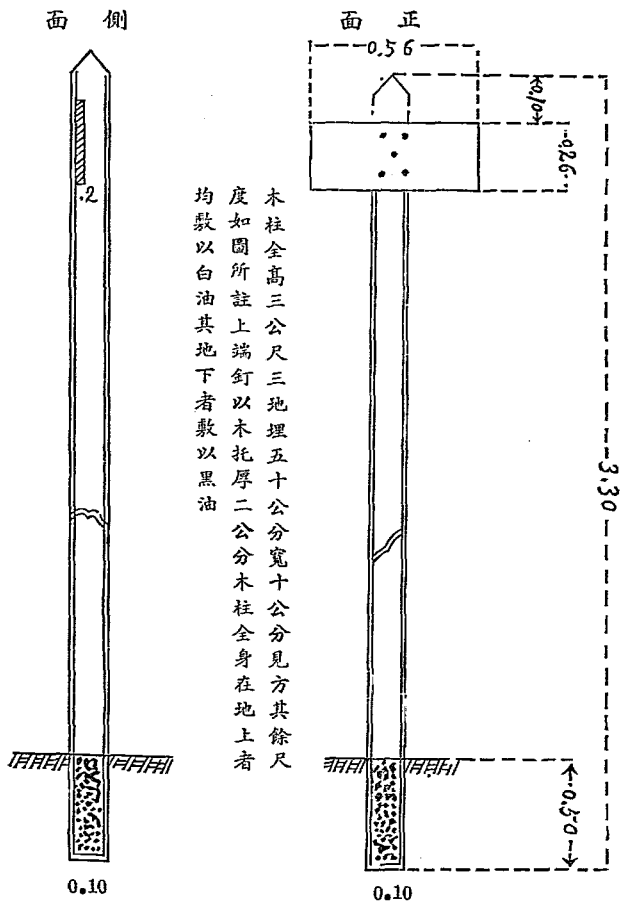 面正
0.56
0.10
0.26
3.30
0.50
0.10
木柱全高三公尺三地埋五十公分寬十公分見方其餘尺
度如圖所註上端釘以木托厚二公分木柱全身在地上者
均敷以白油其地下者敷以黑油
面側
.2
0.10